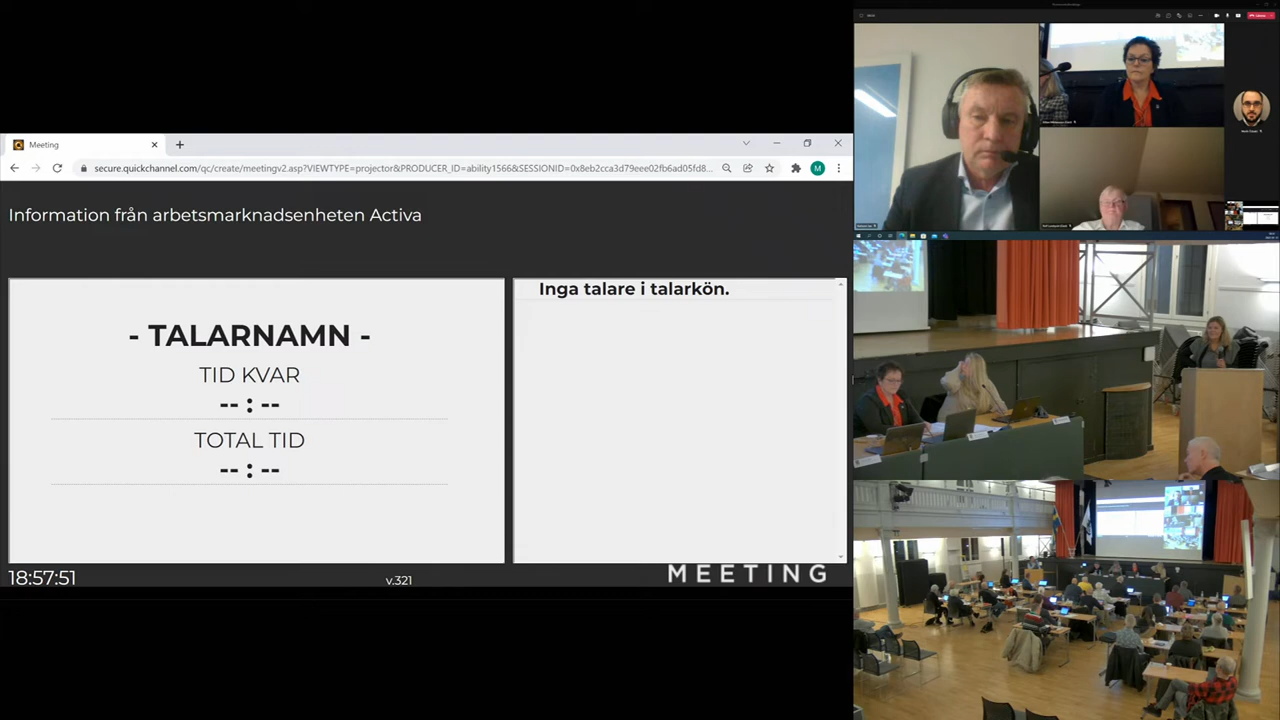 Meeting
secure.quickchannel.com/qc/create/meetingv2.asp?VIEWTYPE=projector&PRODUCER_ID=ability1566&SESSIONID=0x8eb2cca3d79eee02fb6ad05fd8...
M
Information från arbetsmarknadsenheten Activa
- TALARNAMN -
TID KVAR
-- : --
TOTAL TID
-- : --
Inga talare i talarkön.
18:57:51
v.321
MEETING